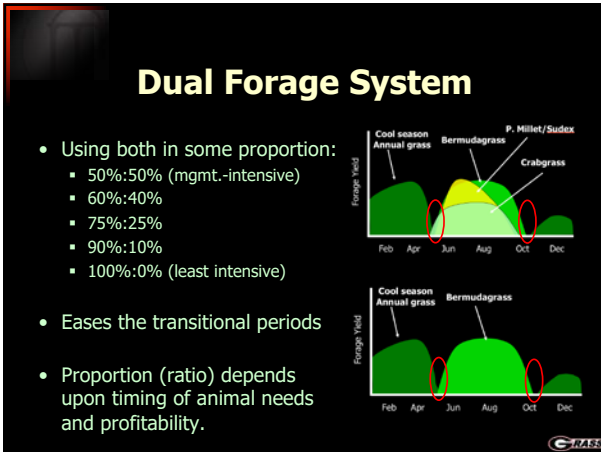 Dual Forage System
• Using both in some proportion:
▪ 50%:50% (mgmt.-intensive)
▪ 60%:40%
▪ 75%:25%
▪ 90%:10%
▪ 100%:0% (least intensive)
• Eases the transitional periods
• Proportion (ratio) depends
upon timing of animal needs
and profitability.
Cool season
Annual grass
Bermudagrass
P. Millet/Sudex
Crabgrass
Forage Yield
Feb Apr Jun Aug Oct Dec
Cool season
Annual grass
Bermudagrass
Forage Yield
Feb Apr Jun Aug Oct Dec
GRASS